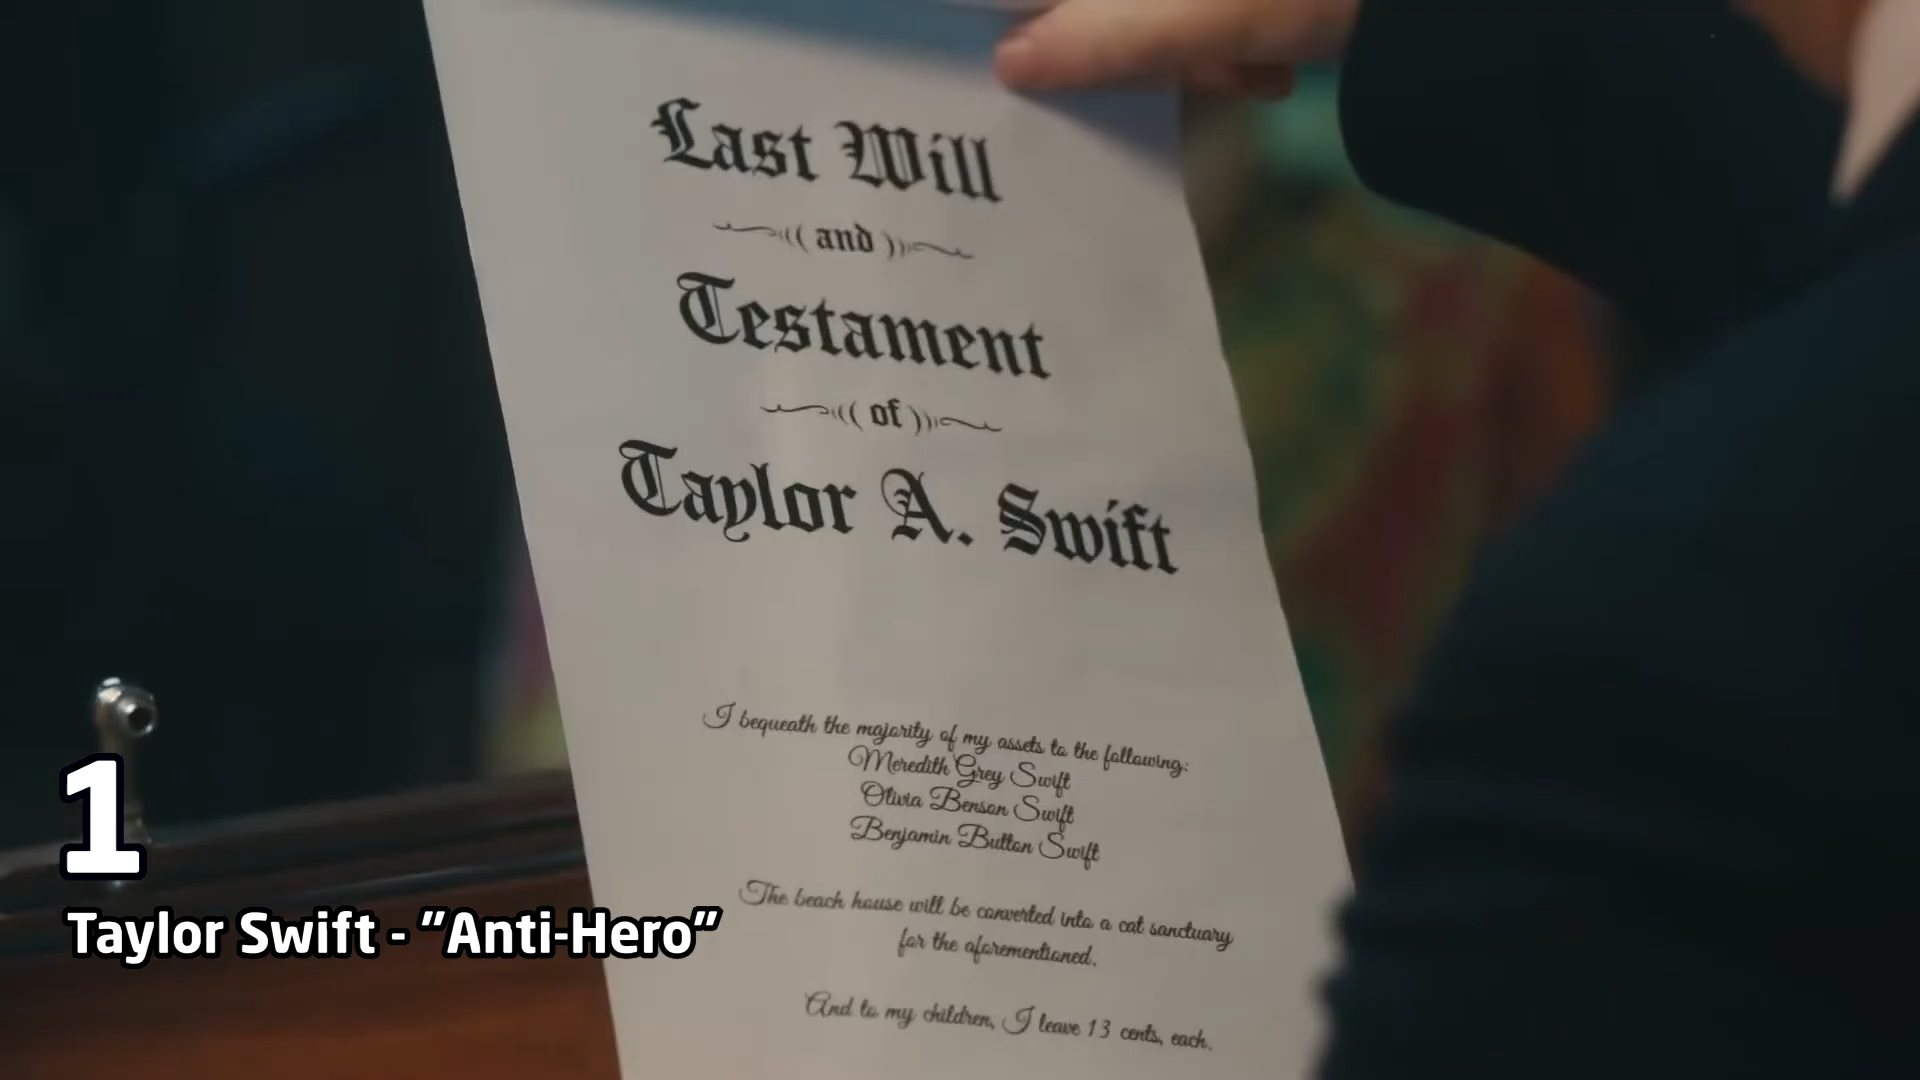 Last Will
and
Testament
of
Taylor A. Swift
I bequeath the majority of my assets to the following:
Meredith Grey Swift
Olivia Benson Swift
Benjamin Button Swift
The beach house will be converted into a cat sanctuary
for the aforementioned.
And to my children, I leave 13 cents, each.
1
Taylor Swift - "Anti-Hero"